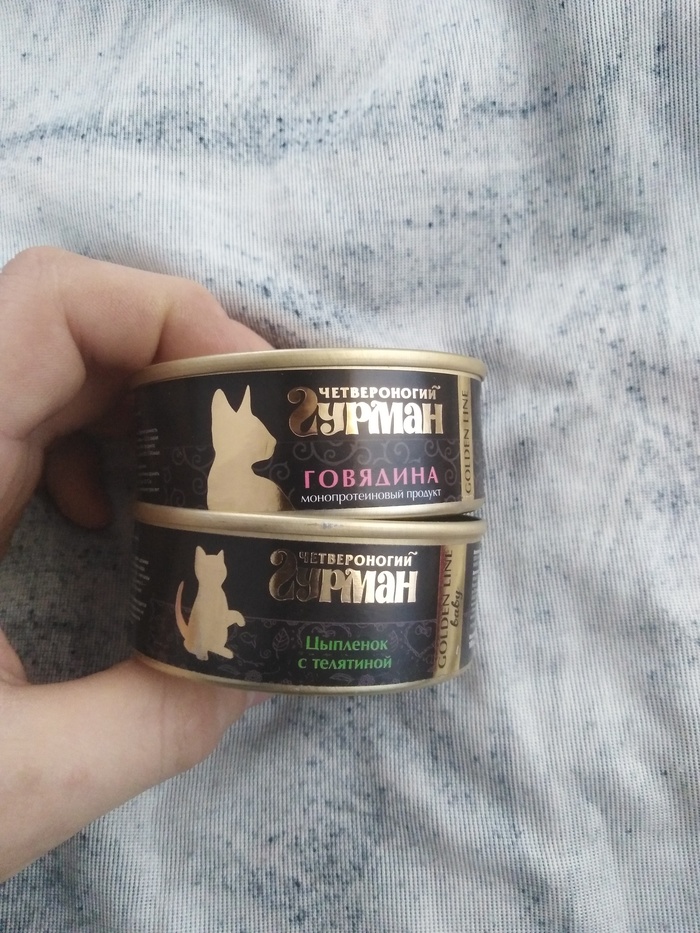 ЧЕТВЕРОНОГИЙ
Гурман
ГОВЯДИНА
монопротеиновый продукт
GOLDEN LINE
ЧЕТВЕРОНОГИЙ
Гурман
Цыпленок
с телятиной
GOLDEN LINE
baby